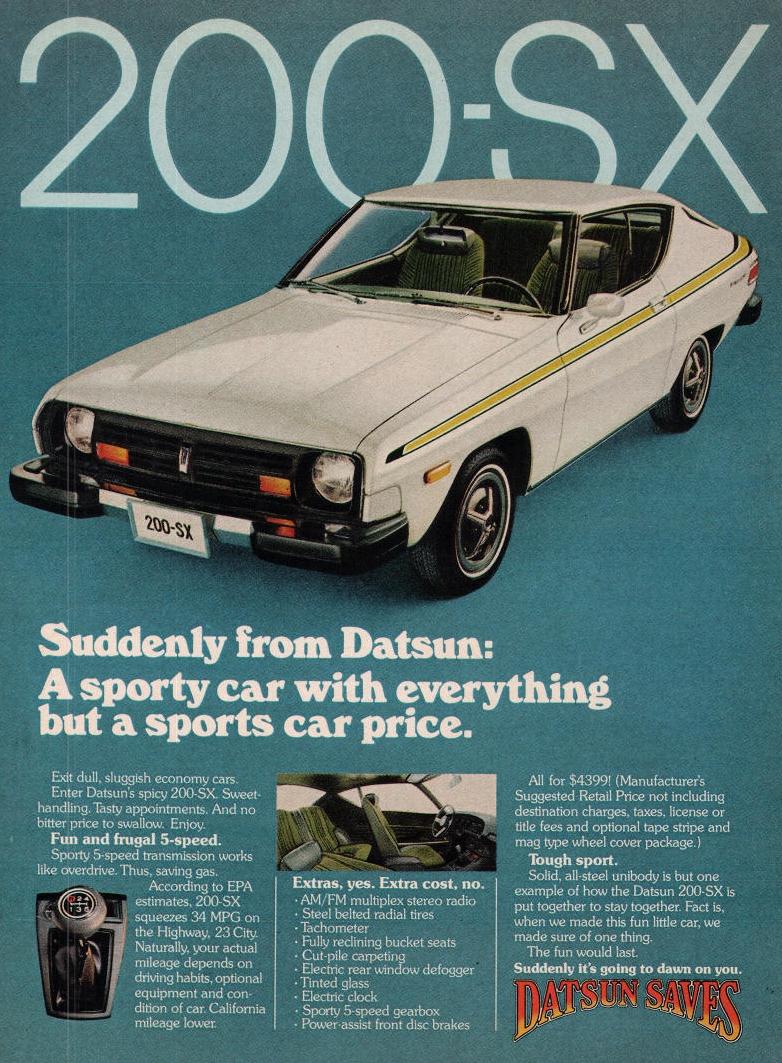 200-SX
200-SX
Suddenly from Datsun:
A sporty car with everything
but a sports car price.
Exit dull, sluggish economy cars.
Enter Datsun's spicy 200-SX. Sweet-
handling. Tasty appointments. And no
bitter price to swallow. Enjoy.
Fun and frugal 5-speed.
Sporty 5-speed transmission works
like overdrive. Thus, saving gas.
According to EPA
estimates, 200-SX
squeezes 34 MPG on
the Highway, 23 City.
Naturally, your actual
mileage depends on
driving habits, optional
equipment and con-
dition of car. California
mileage lower.
Extras, yes. Extra cost, no.
· AM/FM multiplex stereo radio
· Steel belted radial tires
· Tachometer
· Fully reclining bucket seats
· Cut-pile carpeting
· Electric rear window defogger
· Tinted glass
· Electric clock
· Sporty 5-speed gearbox
· Power-assist front disc brakes
All for $4399! (Manufacturer's
Suggested Retail Price not including
destination charges, taxes, license or
title fees and optional tape stripe and
mag type wheel cover package.)
Tough sport.
Solid, all-steel unibody is but one
example of how the Datsun 200-SX is
put together to stay together. Fact is,
when we made this fun little car, we
made sure of one thing.
The fun would last.
Suddenly it's going to dawn on you.
DATSUN SAVES